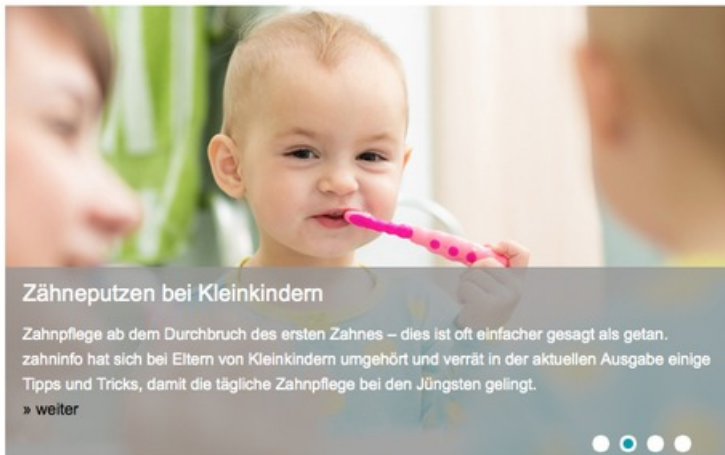 Zähneputzen bei Kleinkindern
Zahnpflege ab dem Durchbruch des ersten Zahnes – dies ist oft einfacher gesagt als getan.
zahninfo hat sich bei Eltern von Kleinkindern umgehört und verrät in der aktuellen Ausgabe einige
Tipps und Tricks, damit die tägliche Zahnpflege bei den Jüngsten gelingt.
» weiter